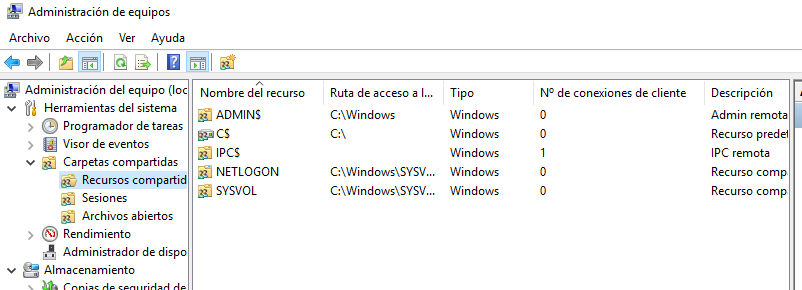 Administración de equipos
Archivo Acción Ver Ayuda
Administración del equipo (loc
Herramientas del sistema
Programador de tareas
Visor de eventos
Carpetas compartidas
Recursos compartid
Sesiones
Archivos abiertos
Rendimiento
Administrador de dispo
Almacenamiento
Copias de seguridad de
Nombre del recurso Ruta de acceso a l... Tipo Nº de conexiones de cliente Descripción
ADMIN$ C:\Windows Windows 0 Admin remota
C$ C:\ Windows 0 Recurso predet
IPC$ Windows 1 IPC remota
NETLOGON C:\Windows\SYSV... Windows 0 Recurso comp
SYSVOL C:\Windows\SYSV... Windows 0 Recurso comp